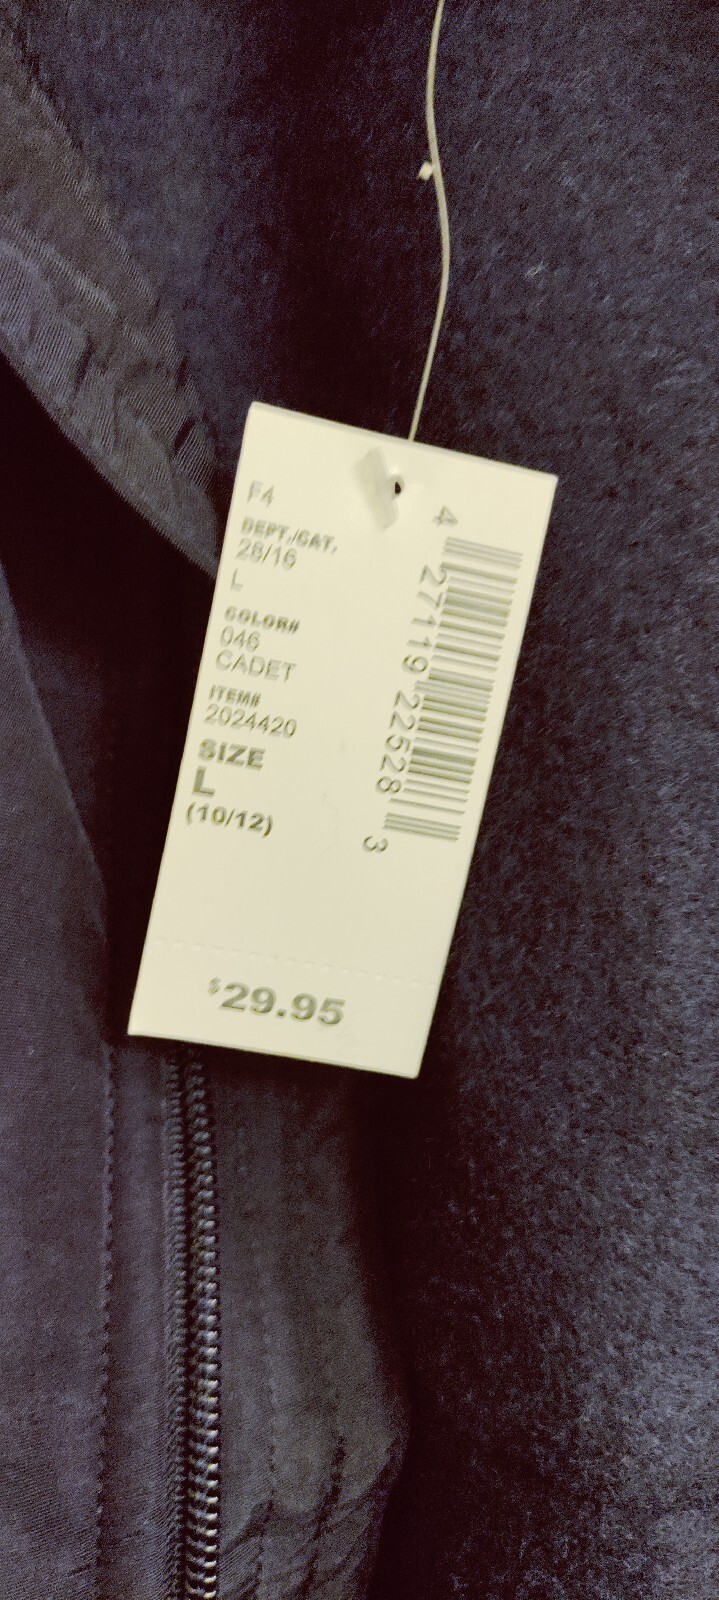 F4
DEPT./CAT.
28/16
L
COLOR#
046
CADET
ITEM#
2024420
SIZE
L
(10/12)
4 27119 22528 3
$29.95